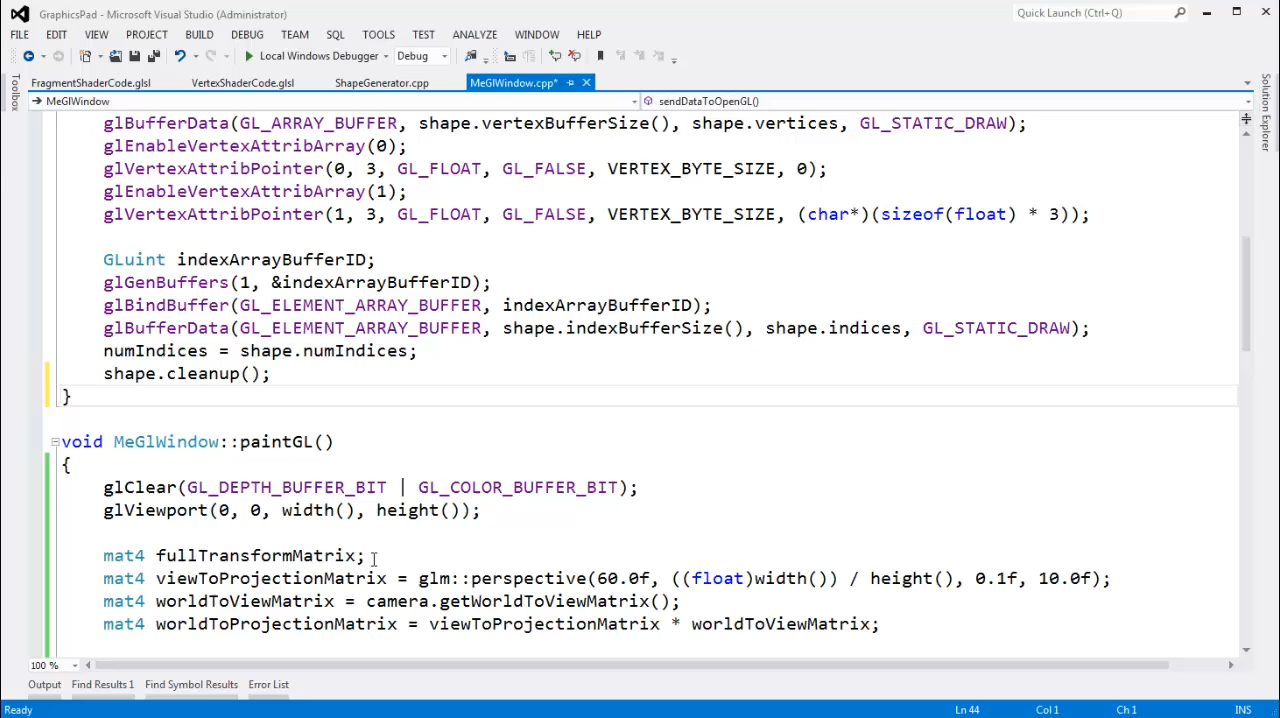 GraphicsPad - Microsoft Visual Studio (Administrator)
Quick Launch (Ctrl+Q)
FILE EDIT VIEW PROJECT BUILD DEBUG TEAM SQL TOOLS TEST ANALYZE WINDOW HELP
Local Windows Debugger Debug
FragmentShaderCode.glsl VertexShaderCode.glsl ShapeGenerator.cpp MeGlWindow.cpp*
MeGlWindow sendDataToOpenGL()
Toolbox
Solution Explorer
glBufferData(GL_ARRAY_BUFFER, shape.vertexBufferSize(), shape.vertices, GL_STATIC_DRAW);
glEnableVertexAttribArray(0);
glVertexAttribPointer(0, 3, GL_FLOAT, GL_FALSE, VERTEX_BYTE_SIZE, 0);
glEnableVertexAttribArray(1);
glVertexAttribPointer(1, 3, GL_FLOAT, GL_FALSE, VERTEX_BYTE_SIZE, (char*)(sizeof(float) * 3));
GLuint indexArrayBufferID;
glGenBuffers(1, &indexArrayBufferID);
glBindBuffer(GL_ELEMENT_ARRAY_BUFFER, indexArrayBufferID);
glBufferData(GL_ELEMENT_ARRAY_BUFFER, shape.indexBufferSize(), shape.indices, GL_STATIC_DRAW);
numIndices = shape.numIndices;
shape.cleanup();
}
void MeGlWindow::paintGL()
{
glClear(GL_DEPTH_BUFFER_BIT | GL_COLOR_BUFFER_BIT);
glViewport(0, 0, width(), height());
mat4 fullTransformMatrix;
mat4 viewToProjectionMatrix = glm::perspective(60.0f, ((float)width()) / height(), 0.1f, 10.0f);
mat4 worldToViewMatrix = camera.getWorldToViewMatrix();
mat4 worldToProjectionMatrix = viewToProjectionMatrix * worldToViewMatrix;
100 %
Output Find Results 1 Find Symbol Results Error List
Ready Ln 44 Col 1 Ch 1 INS